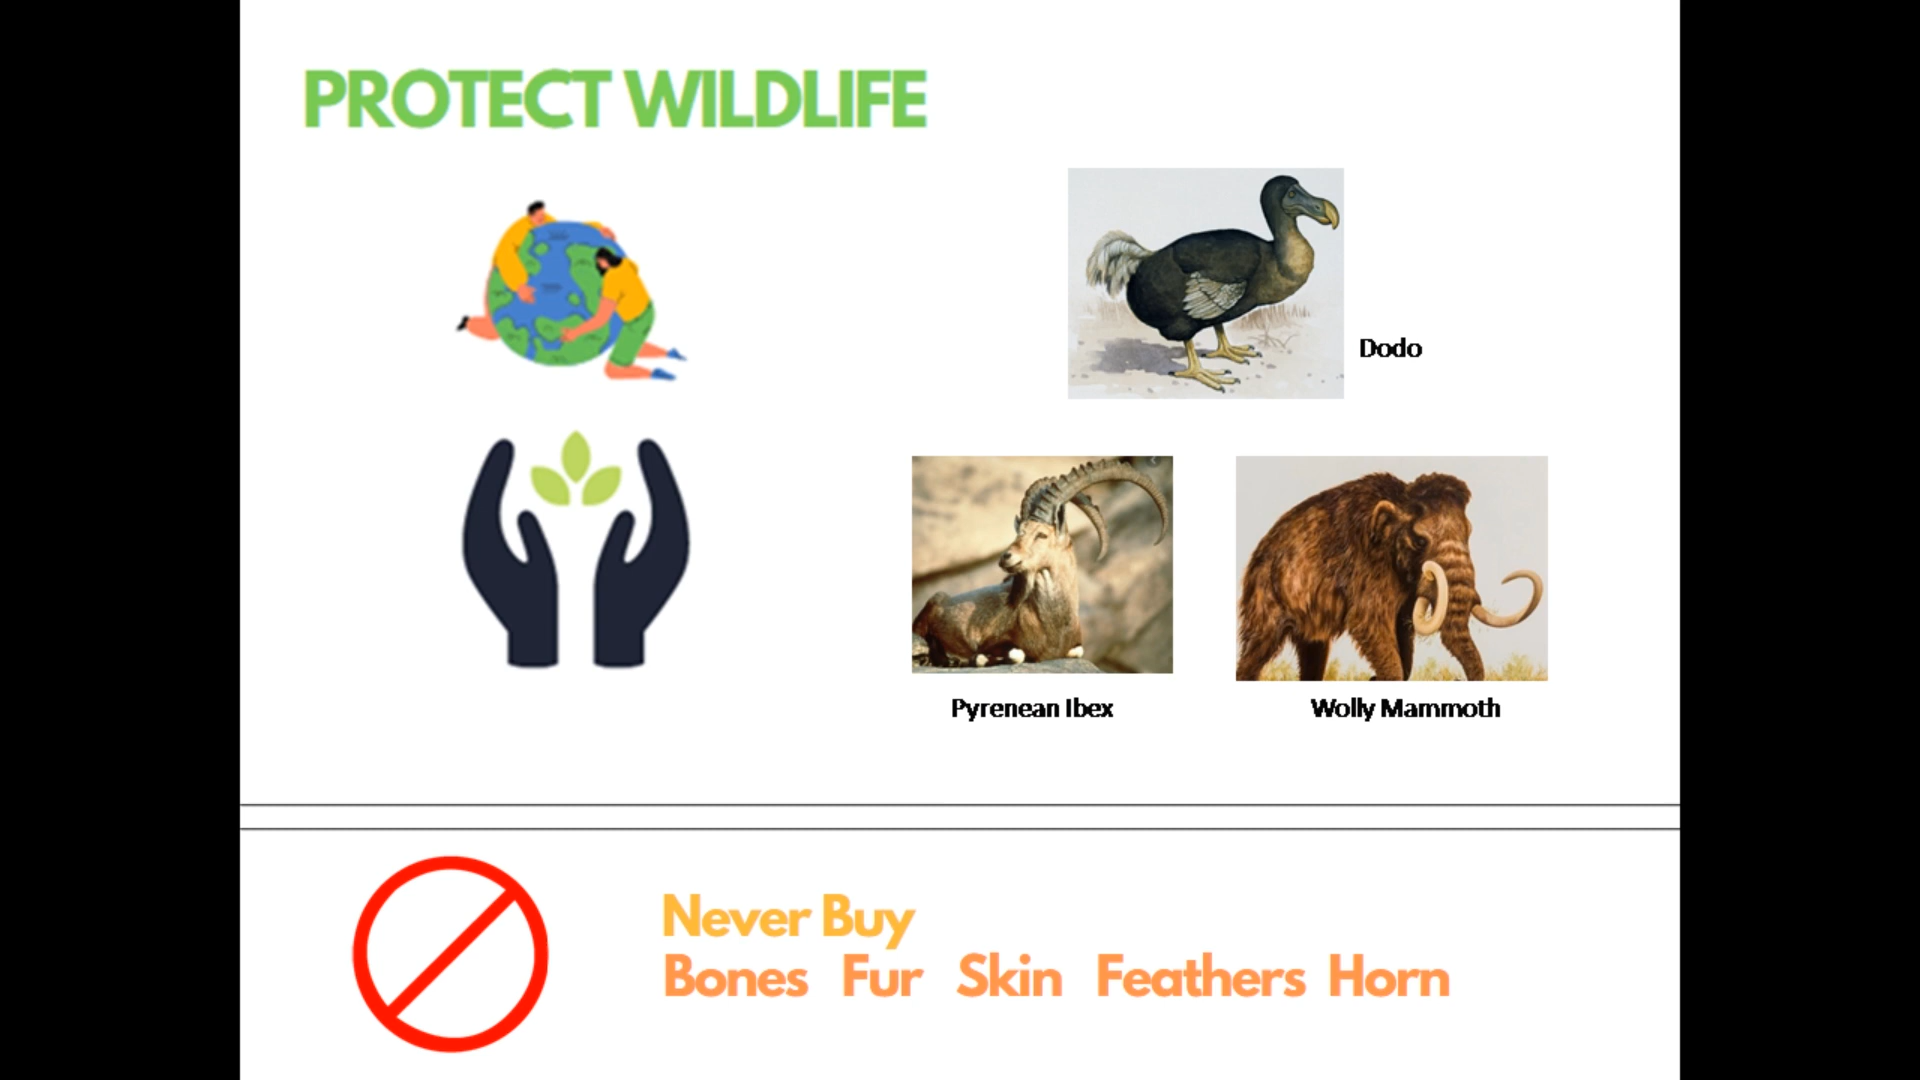 PROTECT WILDLIFE
Dodo
Pyrenean Ibex
Wolly Mammoth
Never Buy
Bones Fur Skin Feathers Horn